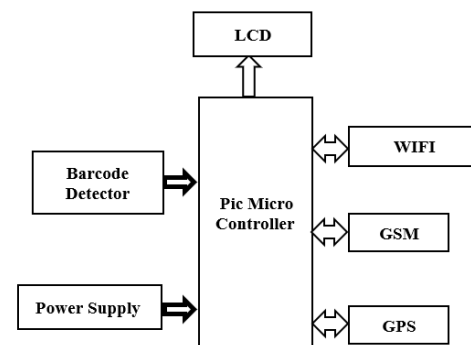 LCD
Barcode
Detector
Pic Micro
Controller
WIFI
GSM
Power Supply
GPS